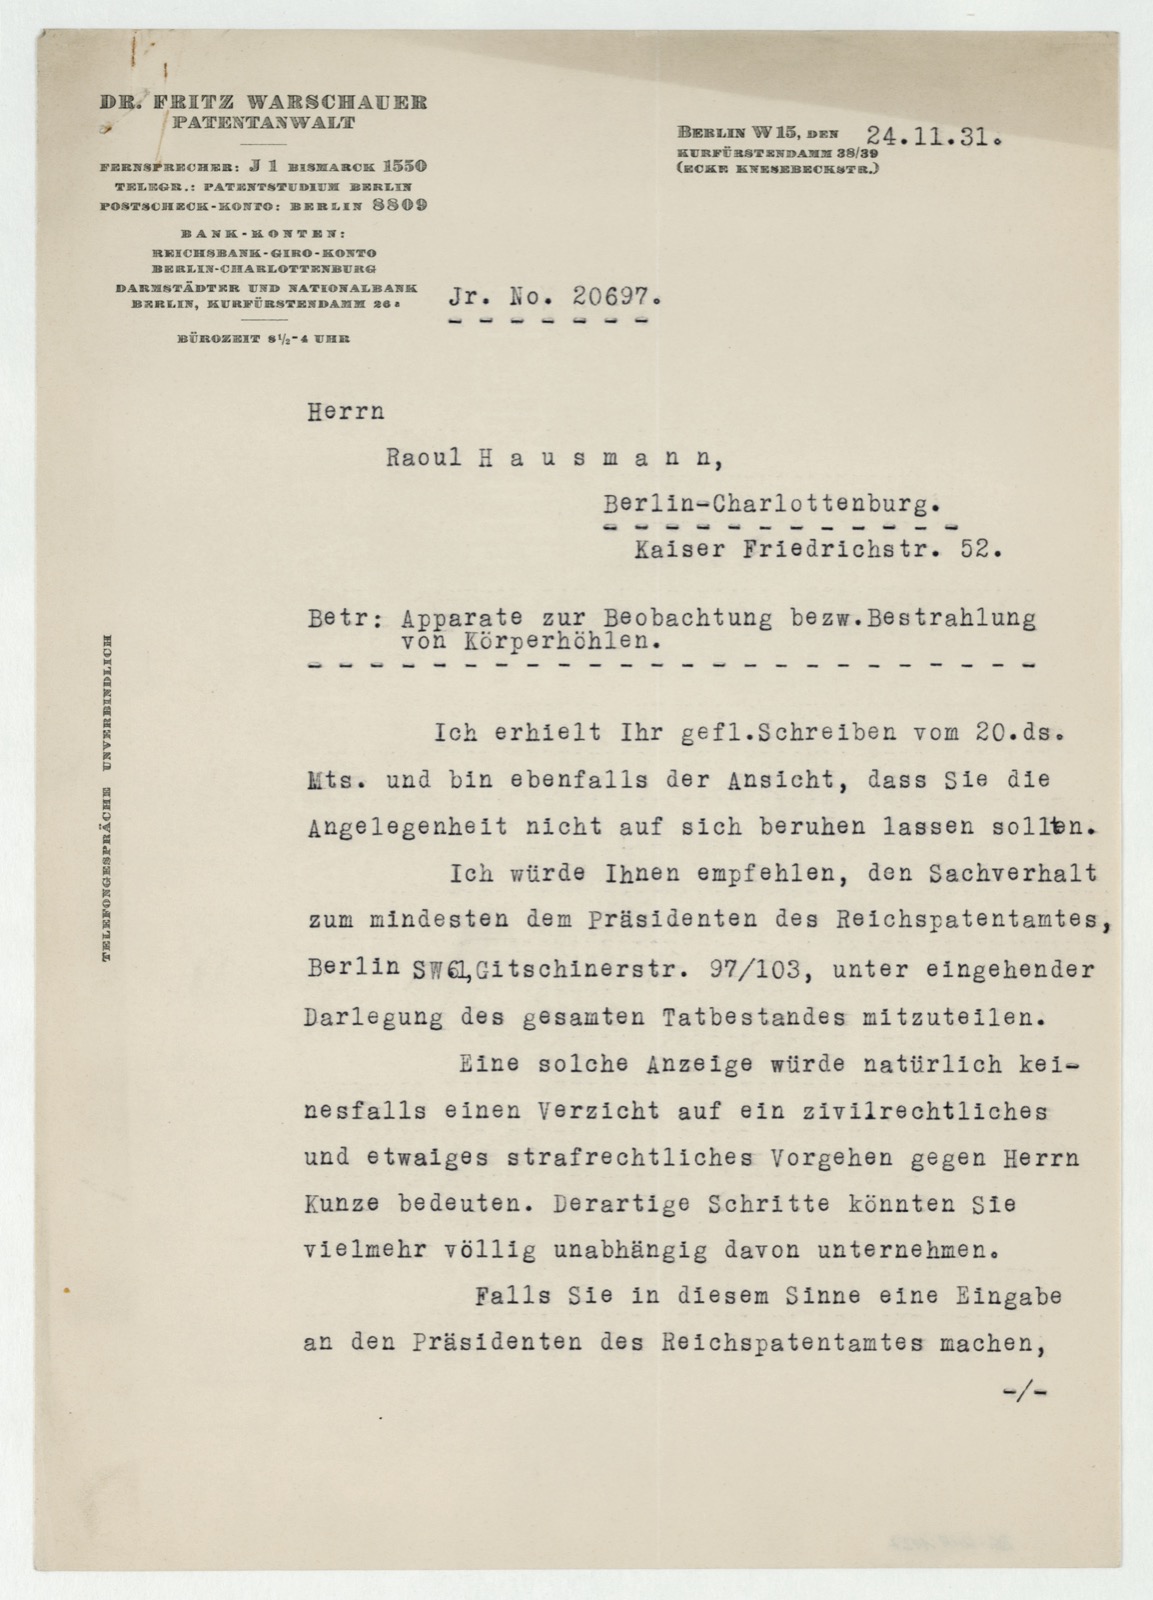 DR. FRITZ WARSCHAUER
PATENTANWALT
FERNSPRECHER: J 1 BISMARCK 1550
TELEGR.: PATENTSTUDIUM BERLIN
POSTSCHECK-KONTO: BERLIN 8809
BANK-KONTEN:
REICHSBANK-GIRO-KONTO
BERLIN-CHARLOTTENBURG
DARMSTÄDTER UND NATIONALBANK
BERLIN, KURFÜRSTENDAMM 26a
BÜROZEIT 8½-4 UHR
BERLIN W 15, DEN 24.11.31.
KURFÜRSTENDAMM 38/39
(ECKE KNESEBECKSTR.)
Jr. No. 20697.
- - - - - - -
Herrn
Raoul H a u s m a n n,
Berlin-Charlottenburg.
- - - - - - - - - - - -
Kaiser Friedrichstr. 52.
Betr: Apparate zur Beobachtung bezw.Bestrahlung
von Körperhöhlen.
- - - - - - - - - - - - - - - - - - - - - - - -
TELEFONGESPRÄCHE UNVERBINDLICH
Ich erhielt Ihr gefl.Schreiben vom 20.ds.
Mts. und bin ebenfalls der Ansicht, dass Sie die
Angelegenheit nicht auf sich beruhen lassen sollten.
Ich würde Ihnen empfehlen, den Sachverhalt
zum mindesten dem Präsidenten des Reichspatentamtes,
Berlin SW61,Gitschinerstr. 97/103, unter eingehender
Darlegung des gesamten Tatbestandes mitzuteilen.
Eine solche Anzeige würde natürlich kei-
nesfalls einen Verzicht auf ein zivilrechtliches
und etwaiges strafrechtliches Vorgehen gegen Herrn
Kunze bedeuten. Derartige Schritte könnten Sie
vielmehr völlig unabhängig davon unternehmen.
Falls Sie in diesem Sinne eine Eingabe
an den Präsidenten des Reichspatentamtes machen,
-/-